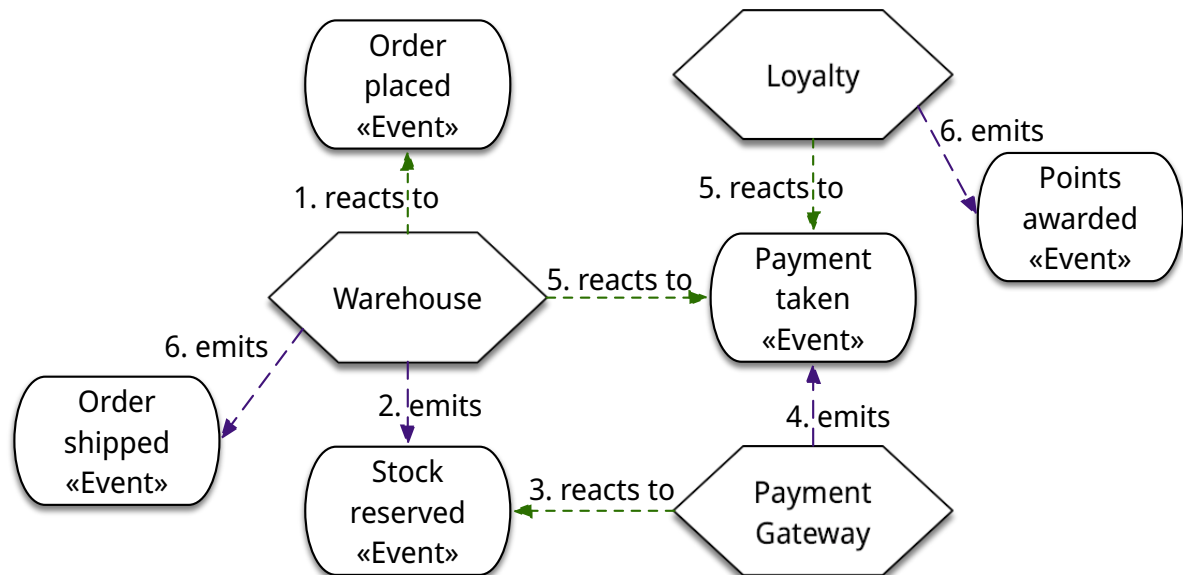 Order
placed
«Event»
Loyalty
6. emits
Points
awarded
«Event»
1. reacts to
5. reacts to
Warehouse
5. reacts to
Payment
taken
«Event»
6. emits
Order
shipped
«Event»
2. emits
4. emits
Stock
reserved
«Event»
3. reacts to
Payment
Gateway